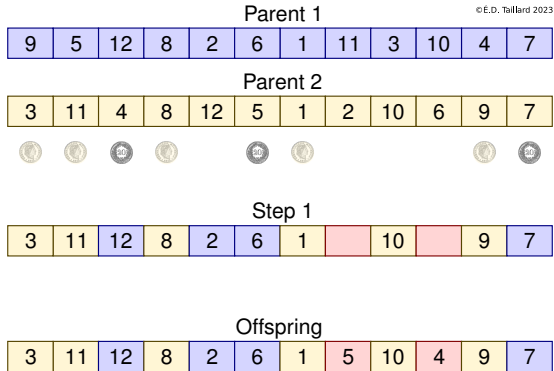 Parent 1
©É.D. Taillard 2023
9 5 12 8 2 6 1 11 3 10 4 7
Parent 2
3 11 4 8 12 5 1 2 10 6 9 7
Step 1
3 11 12 8 2 6 1 10 9 7
Offspring
3 11 12 8 2 6 1 5 10 4 9 7